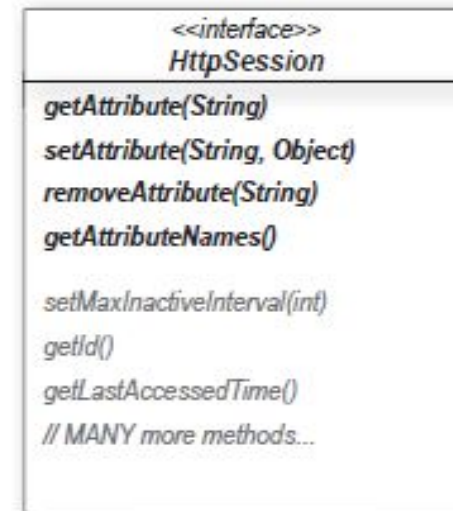 <<interface>>
HttpSession
getAttribute(String)
setAttribute(String, Object)
removeAttribute(String)
getAttributeNames()
setMaxInactiveInterval(int)
getId()
getLastAccessedTime()
// MANY more methods...